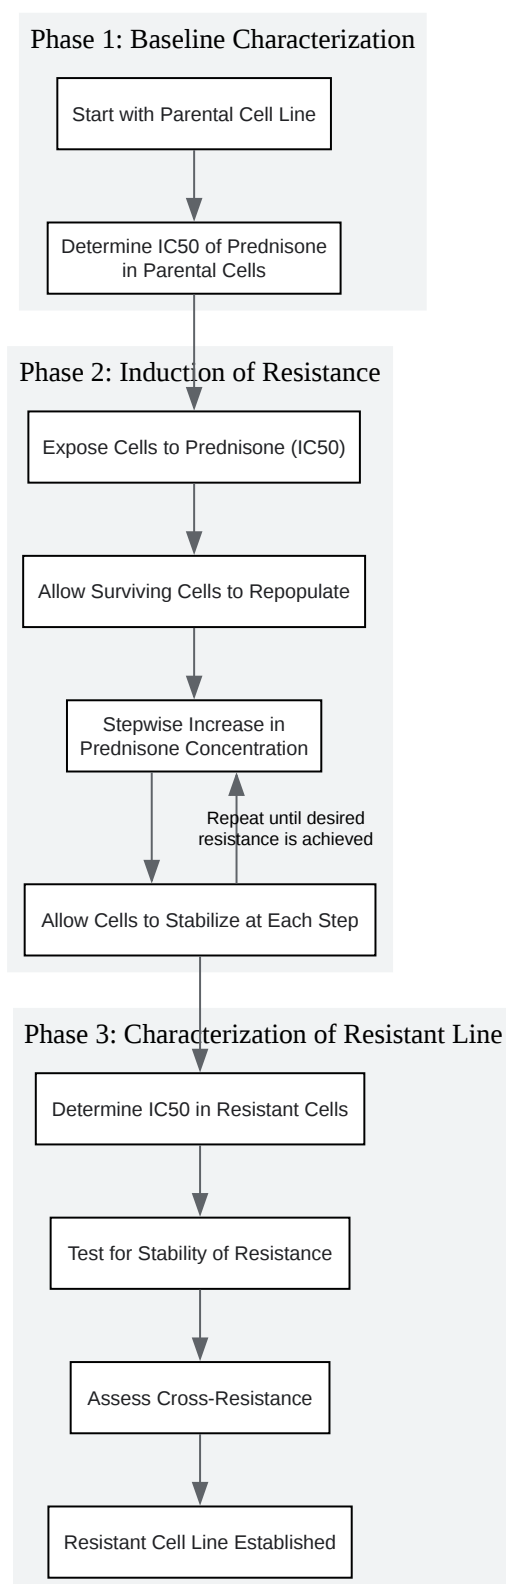 Phase 1: Baseline Characterization
Start with Parental Cell Line
Determine IC50 of Prednisone
in Parental Cells
Phase 2: Induction of Resistance
Expose Cells to Prednisone (IC50)
Allow Surviving Cells to Repopulate
Stepwise Increase in
Prednisone Concentration
Repeat until desired
resistance is achieved
Allow Cells to Stabilize at Each Step
Phase 3: Characterization of Resistant Line
Determine IC50 in Resistant Cells
Test for Stability of Resistance
Assess Cross-Resistance
Resistant Cell Line Established